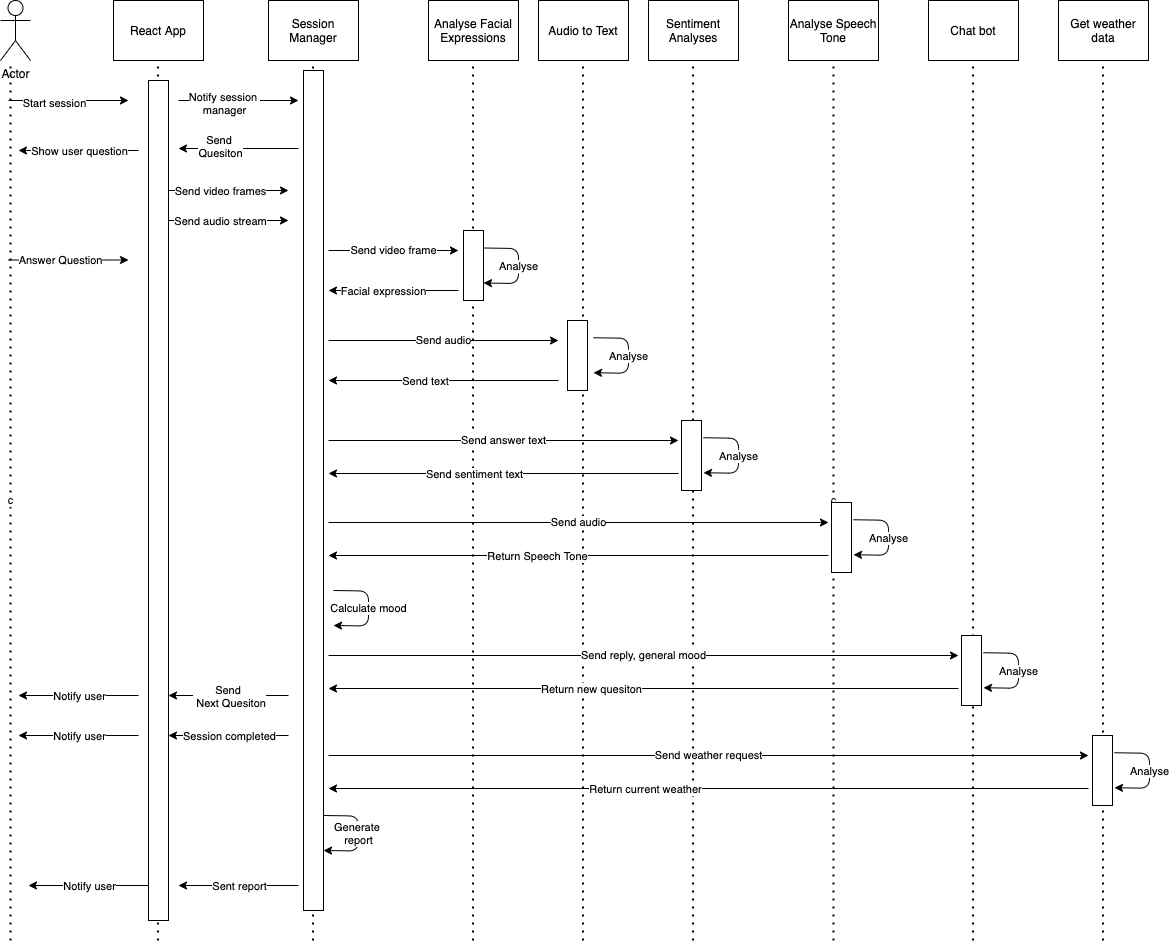 Actor
React App
Session
Manager
Analyse Facial
Expressions
Audio to Text
Sentiment
Analyses
Analyse Speech
Tone
Chat bot
Get weather
data
Start session
Notify session
manager
Show user question
Send
Quesiton
Send video frames
Send audio stream
Answer Question
Send video frame
Analyse
Facial expression
Send audio
Analyse
Send text
Send answer text
Analyse
Send sentiment text
c
c
Send audio
Analyse
Return Speech Tone
Calculate mood
Send reply, general mood
Analyse
Return new quesiton
Notify user
Send
Next Quesiton
Notify user
Session completed
Send weather request
Analyse
Return current weather
Generate
report
Notify user
Sent report